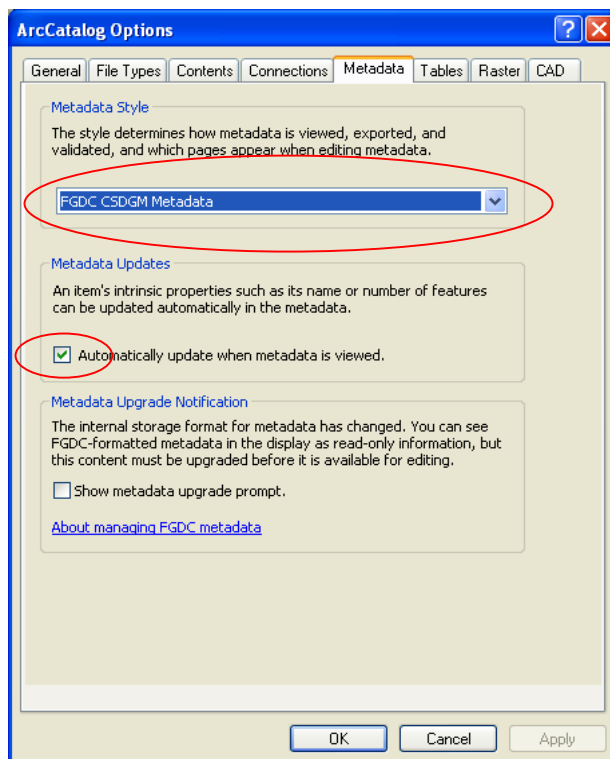 ArcCatalog Options
General File Types Contents Connections Metadata Tables Raster CAD
Metadata Style
The style determines how metadata is viewed, exported, and
validated, and which pages appear when editing metadata.
FGDC CSDGM Metadata
Metadata Updates
An item's intrinsic properties such as its name or number of features
can be updated automatically in the metadata.
Automatically update when metadata is viewed.
Metadata Upgrade Notification
The internal storage format for metadata has changed. You can see
FGDC-formatted metadata in the display as read-only information, but
this content must be upgraded before it is available for editing.
Show metadata upgrade prompt.
About managing FGDC metadata
OK Cancel Apply